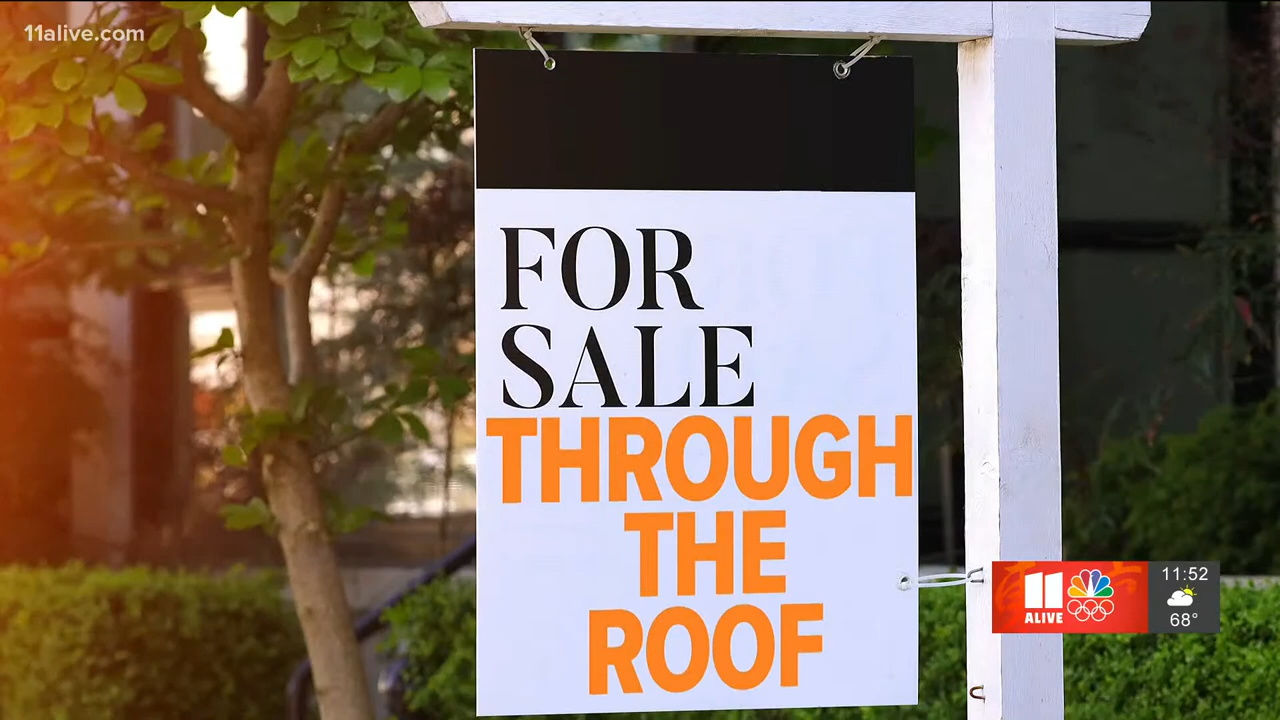 11alive.com
FOR
SALE
THROUGH
THE
ROOF
11
ALIVE
11:52
68°